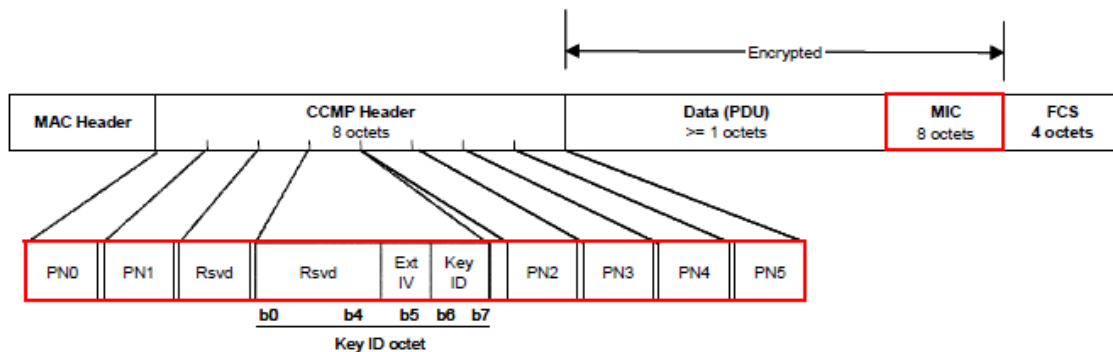 Encrypted
MAC Header
CCMP Header
8 octets
Data (PDU)
>= 1 octets
MIC
8 octets
FCS
4 octets
PN0
PN1
Rsvd
Rsvd
Ext
IV
Key
ID
PN2
PN3
PN4
PN5
b0 b4 b5 b6 b7
Key ID octet